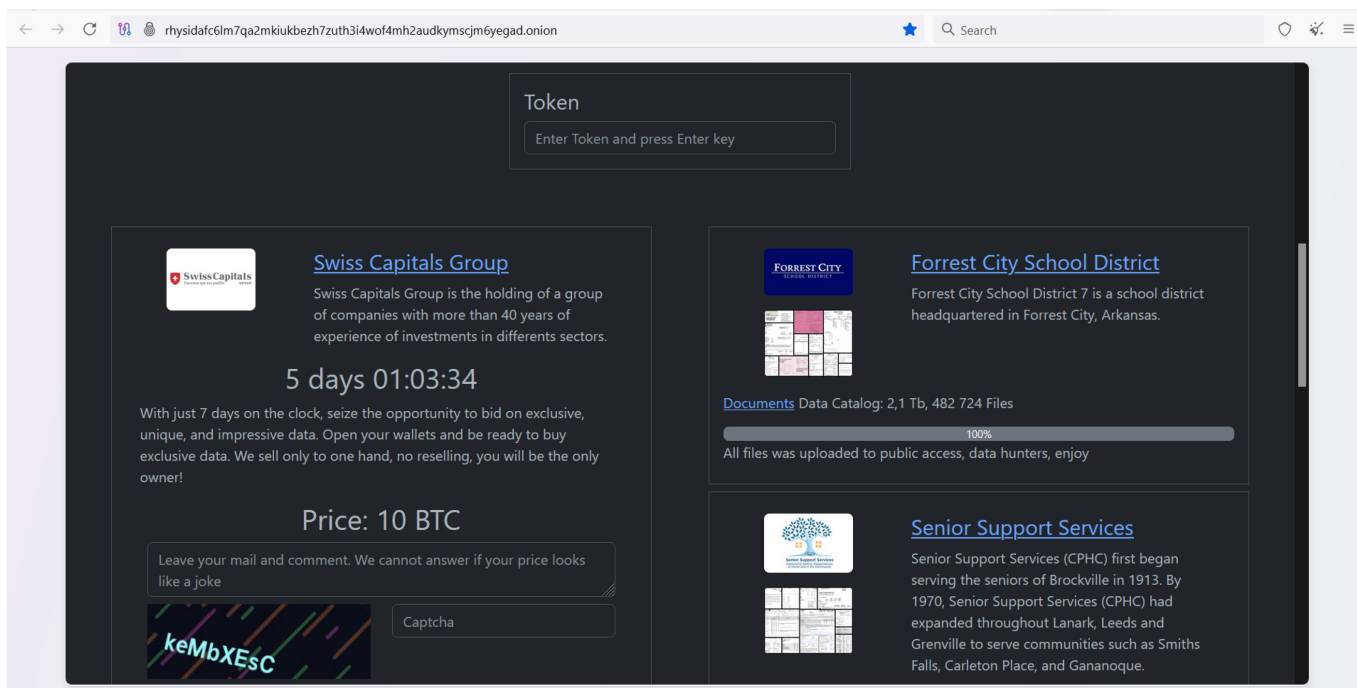 rhysidafc6lm7qa2mkiukbezh7zuth3i4wof4mh2audkymscjm6yegad.onion
Search
Token
Enter Token and press Enter key
SwissCapitals
GROUP
Swiss Capitals Group
Swiss Capitals Group is the holding of a group
of companies with more than 40 years of
experience of investments in differents sectors.
5 days 01:03:34
With just 7 days on the clock, seize the opportunity to bid on exclusive,
unique, and impressive data. Open your wallets and be ready to buy
exclusive data. We sell only to one hand, no reselling, you will be the only
owner!
Price: 10 BTC
Leave your mail and comment. We cannot answer if your price looks
like a joke
keMbXEsC
Captcha
FORREST CITY
SCHOOL DISTRICT
Forrest City School District
Forrest City School District 7 is a school district
headquartered in Forrest City, Arkansas.
Documents Data Catalog: 2,1 Tb, 482 724 Files
100%
All files was uploaded to public access, data hunters, enjoy
Senior Support Services
Senior Support Services
Senior Support Services (CPHC) first began
serving the seniors of Brockville in 1913. By
1970, Senior Support Services (CPHC) had
expanded throughout Lanark, Leeds and
Grenville to serve communities such as Smiths
Falls, Carleton Place, and Gananoque.